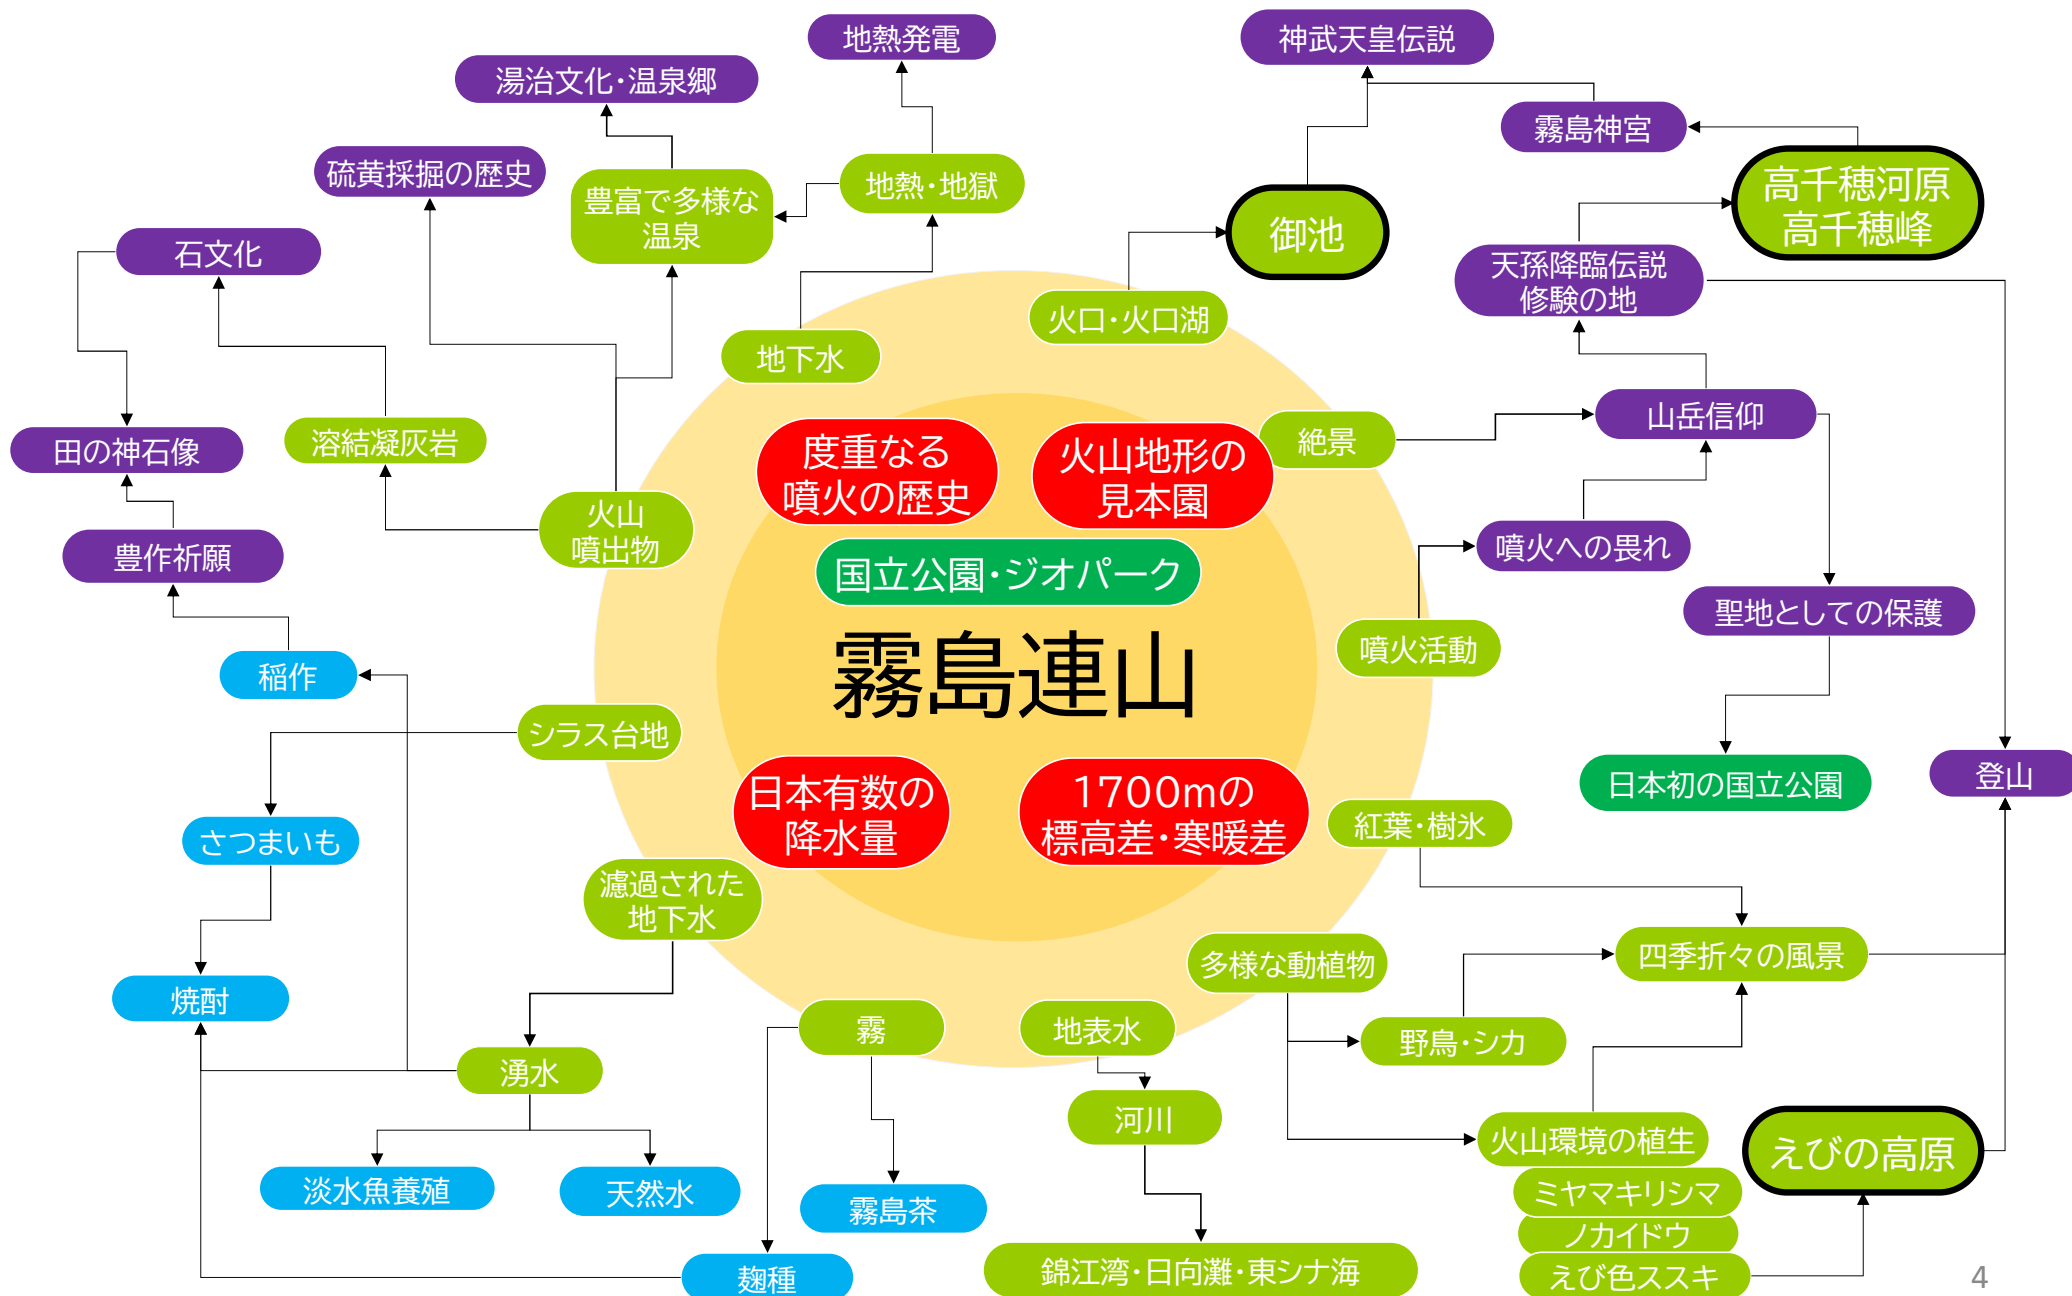 地熱発電
神武天皇伝説
湯治文化・温泉郷
霧島神宮
硫黄採掘の歴史
豊富で多様な
温泉
地熱・地獄
高千穂河原
高千穂峰
御池
石文化
天孫降臨伝説
修験の地
火口・火口湖
地下水
山岳信仰
田の神石像
溶結凝灰岩
度重なる
噴火の歴史
火山地形の
見本園
絶景
火山
噴出物
豊作祈願
噴火への畏れ
国立公園・ジオパーク
聖地としての保護
霧島連山
噴火活動
稲作
シラス台地
日本初の国立公園
登山
さつまいも
日本有数の
降水量
1700mの
標高差・寒暖差
紅葉・樹氷
濾過された
地下水
多様な動植物
四季折々の風景
焼酎
霧
地表水
野鳥・シカ
湧水
河川
火山環境の植生
えびの高原
淡水魚養殖
天然水
霧島茶
ミヤマキリシマ
ノカイドウ
えび色ススキ
麹種
錦江湾・日向灘・東シナ海
4